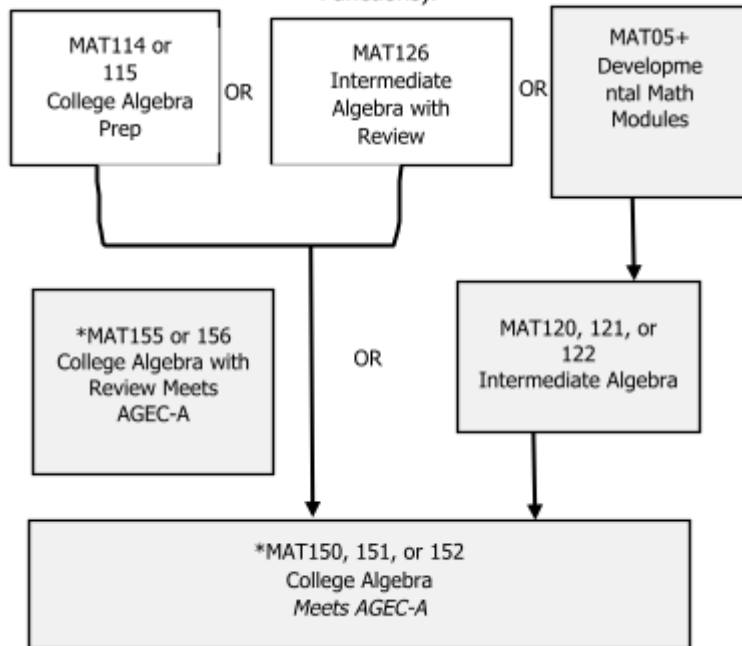 Functions).
MAT114 or
115
College Algebra
Prep
OR
MAT126
Intermediate
Algebra with
Review
OR
MAT05+
Developme
ntal Math
Modules
*MAT155 or 156
College Algebra with
Review Meets
AGEC-A
OR
MAT120, 121, or
122
Intermediate Algebra
*MAT150, 151, or 152
College Algebra
Meets AGEC-A